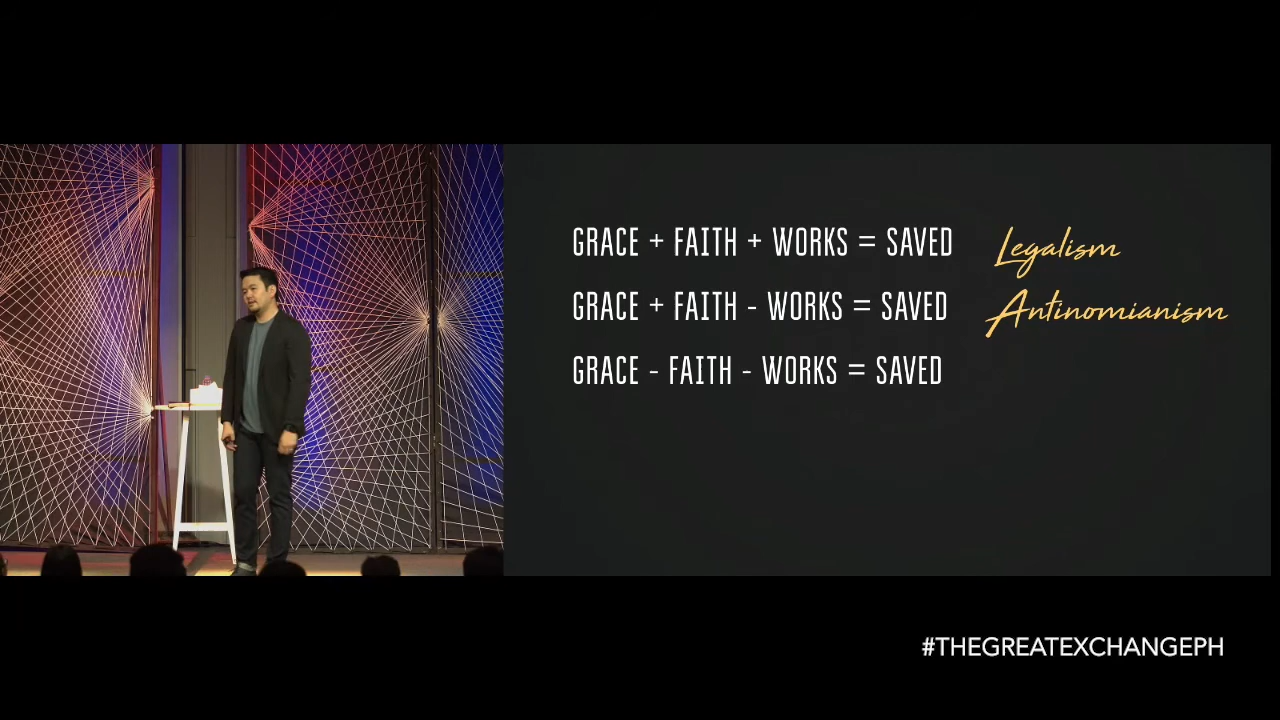 GRACE + FAITH + WORKS = SAVED Legalism
GRACE + FAITH - WORKS = SAVED Antinomianism
GRACE - FAITH - WORKS = SAVED
#THEGREATEXCHANGEPH